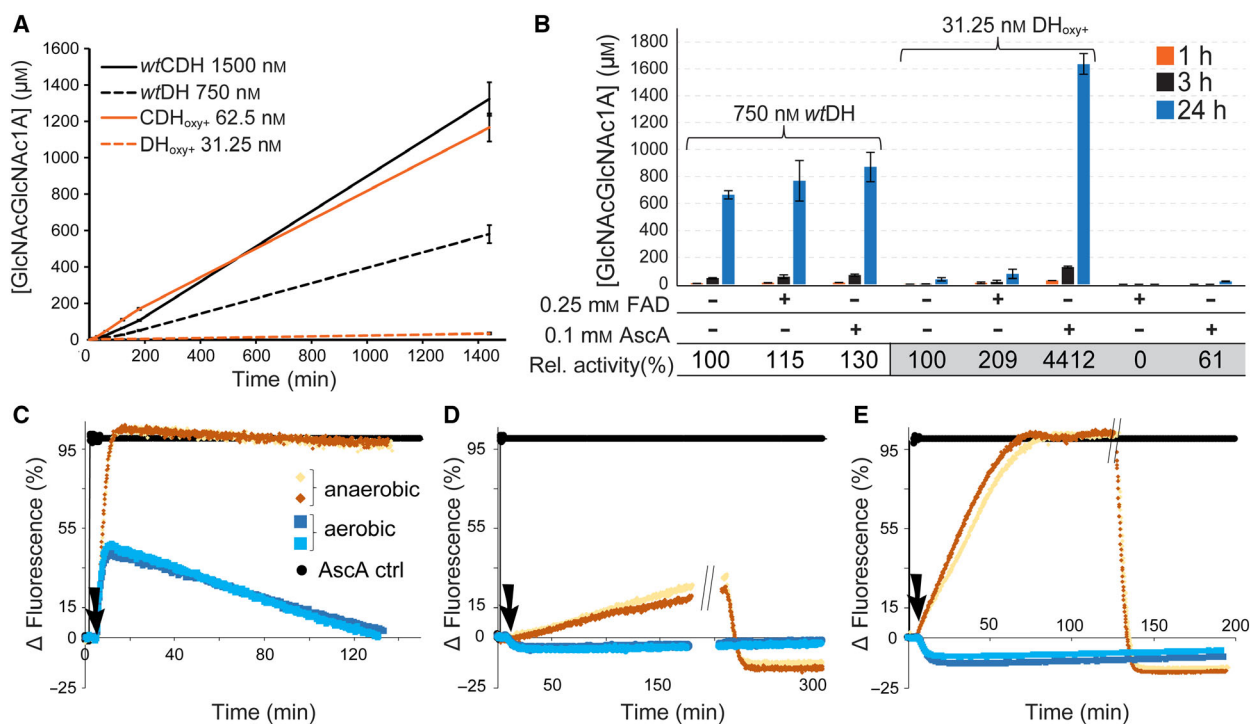 A
[GlcNAcGlcNAc1A] (µM)
1600
1400
1200
1000
800
600
400
200
0
wtCDH 1500 nM
wtDH 750 nM
CDHoxy+ 62.5 nM
DHoxy+ 31.25 nM
0 200 400 600 800 1000 1200 1400
Time (min)
B
[GlcNAcGlcNAc1A] (µM)
1800
1600
1400
1200
1000
800
600
400
200
0
750 nM wtDH
31.25 nM DHoxy+
1 h
3 h
24 h
0.25 mM FAD - + - - + - + -
0.1 mM AscA - - + - - + - +
Rel. activity(%) 100 115 130 100 209 4412 0 61
C
Δ Fluorescence (%)
95
55
15
0
−25
anaerobic
aerobic
AscA ctrl
0 40 80 120
Time (min)
D
Δ Fluorescence (%)
95
55
15
0
−25
50 150 300
Time (min)
E
Δ Fluorescence (%)
95
55
15
0
−25
0 50 100 150 200
Time (min)